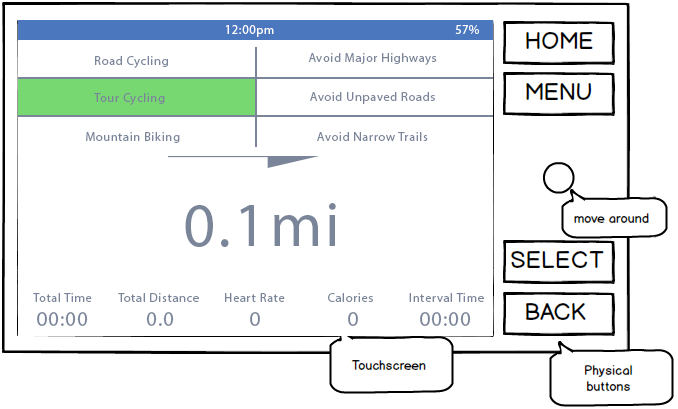 12:00pm 57%
HOME
Road Cycling Avoid Major Highways
MENU
Tour Cycling Avoid Unpaved Roads
Mountain Biking Avoid Narrow Trails
move around
0.1mi
SELECT
Total Time Total Distance Heart Rate Calories Interval Time
00:00 0.0 0 0 00:00
BACK
Touchscreen
Physical
buttons